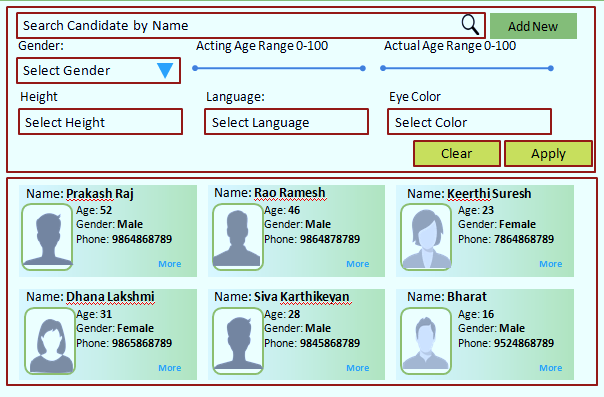 Search Candidate by Name
Add New
Gender:
Acting Age Range 0-100
Actual Age Range 0-100
Select Gender
Height
Language:
Eye Color
Select Height
Select Language
Select Color
Clear
Apply
Name: Prakash Raj
Age: 52
Gender: Male
Phone: 9864868789
More
Name: Rao Ramesh
Age: 46
Gender: Male
Phone: 9864878789
More
Name: Keerthi Suresh
Age: 23
Gender: Female
Phone: 7864868789
More
Name: Dhana Lakshmi
Age: 31
Gender: Female
Phone: 9865868789
More
Name: Siva Karthikeyan
Age: 28
Gender: Male
Phone: 9845868789
More
Name: Bharat
Age: 16
Gender: Male
Phone: 9524868789
More